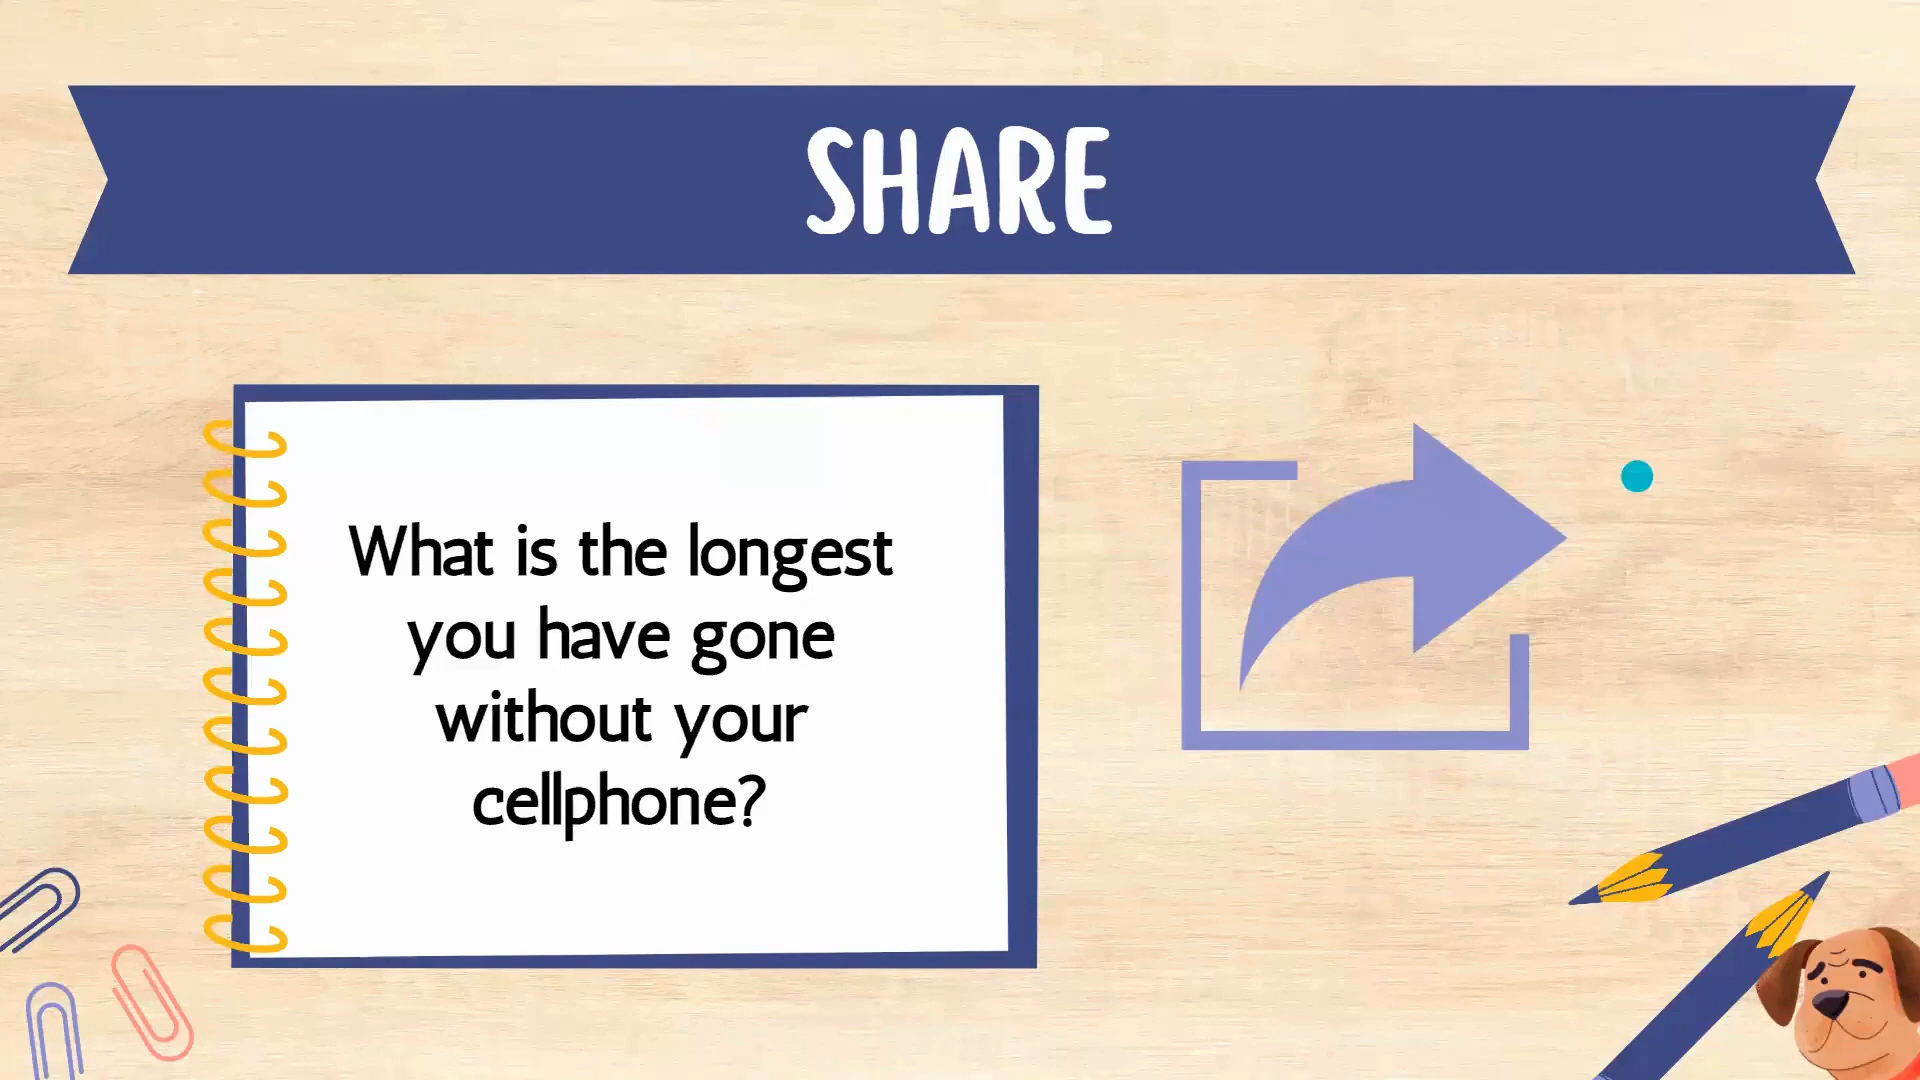 SHARE
What is the longest
you have gone
without your
cellphone?